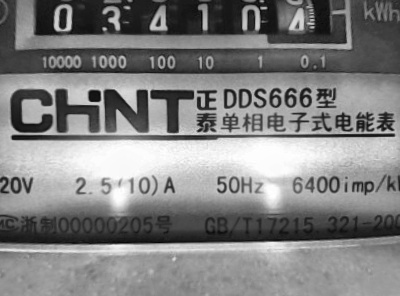 0 3 4 1 0 4 kWh
10000 1000 100 10 1 0.1
CHNT 正泰 DDS666型
单相电子式电能表
20V 2.5(10)A 50Hz 6400imp/k
MC 浙制00000205号 GB/T17215.321-200